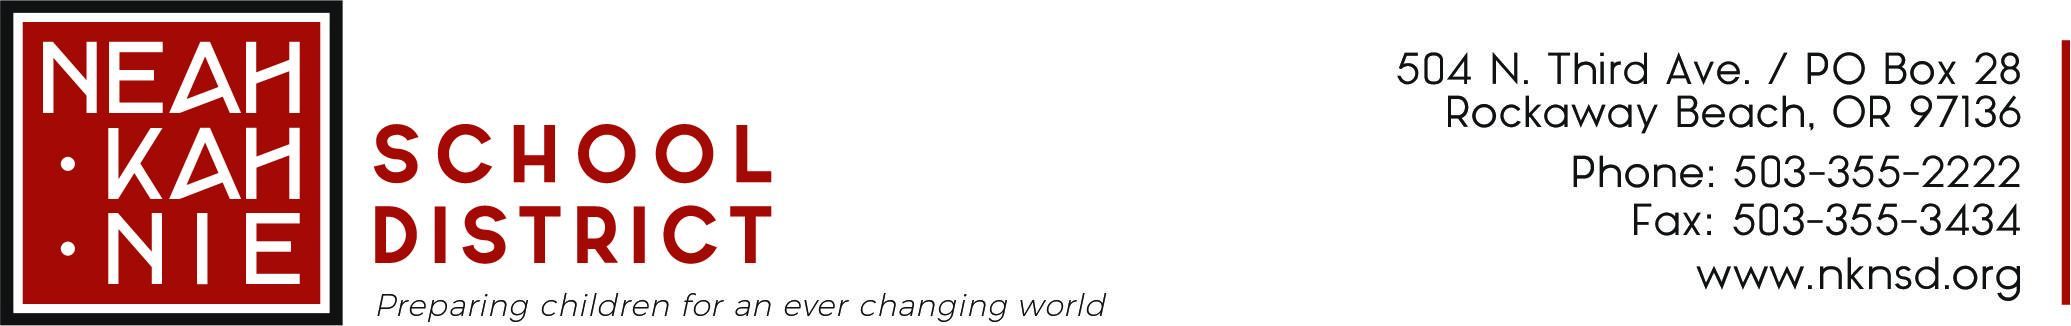 NEAH
·KAH
·NIE
SCHOOL
DISTRICT
Preparing children for an ever changing world
504 N. Third Ave. / PO Box 28
Rockaway Beach, OR 97136
Phone: 503-355-2222
Fax: 503-355-3434
www.nknsd.org